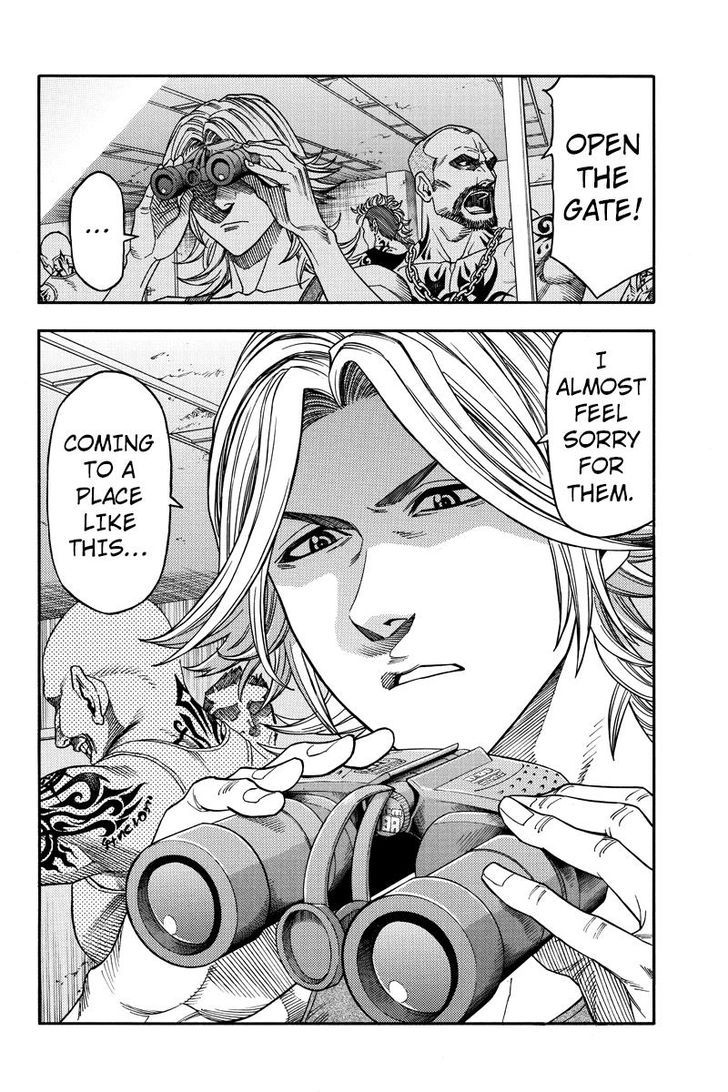 OPEN
THE
GATE!
...
I
ALMOST
FEEL
SORRY
FOR
THEM.
COMING
TO A
PLACE
LIKE
THIS...